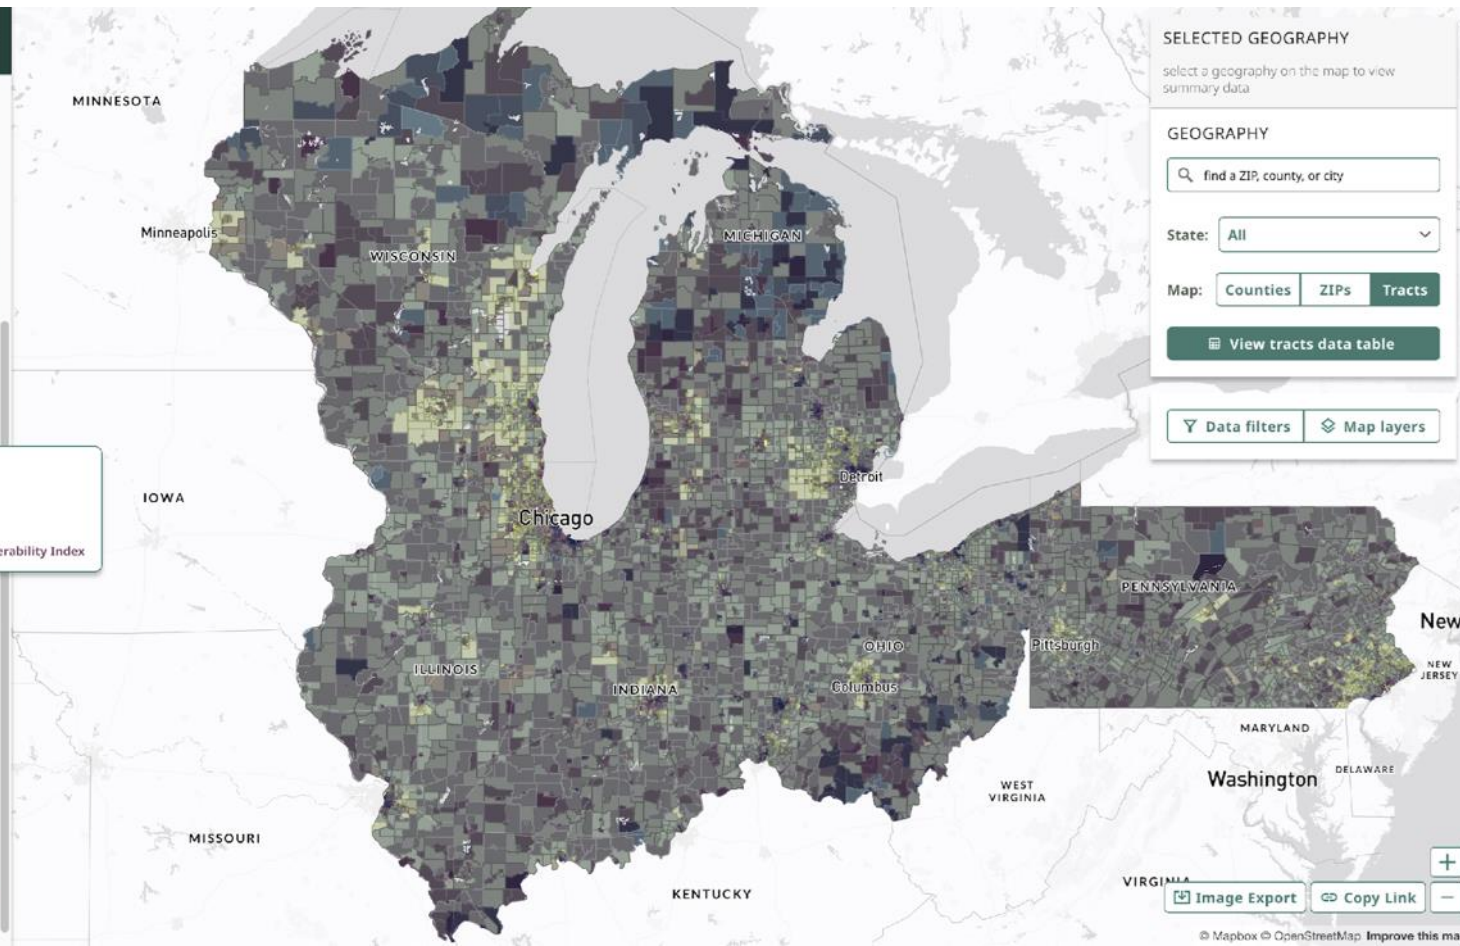 SELECTED GEOGRAPHY
select a geography on the map to view
summary data
GEOGRAPHY
find a ZIP, county, or city
State: All
Map: Counties ZIPs Tracts
View tracts data table
Data filters Map layers
MINNESOTA
Minneapolis
WISCONSIN
MICHIGAN
IOWA
Chicago
Detroit
erability Index
PENNSYLVANIA
New
OHIO
Pittsburgh
ILLINOIS
NEW
JERSEY
INDIANA
Columbus
MARYLAND
DELAWARE
Washington
WEST
VIRGINIA
MISSOURI
KENTUCKY
VIRGINIA
+
Image Export Copy Link −
© Mapbox © OpenStreetMap Improve this ma